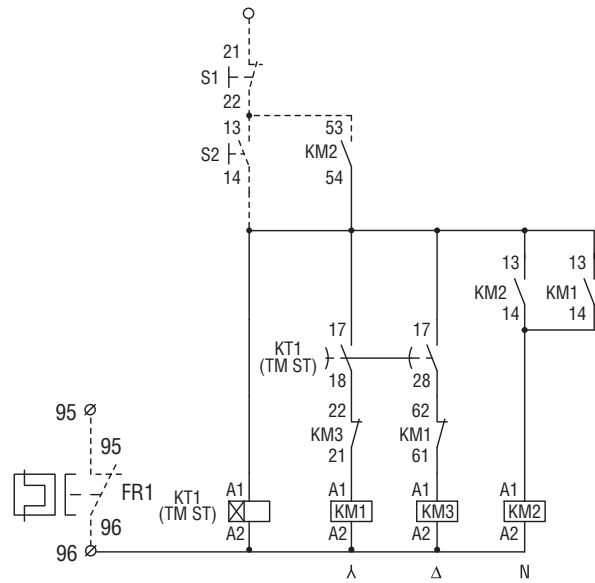 21
S1
22
13 53
S2 KM2
14 54
13 13
KM2 KM1
14 14
17 17
KT1
(TM ST)
18 28
95 22 62
95 KM3 KM1
21 61
FR1 KT1 A1 A1 A1 A1
(TM ST) KM1 KM3 KM2
96 A2 A2 A2 A2
96
Y Δ N